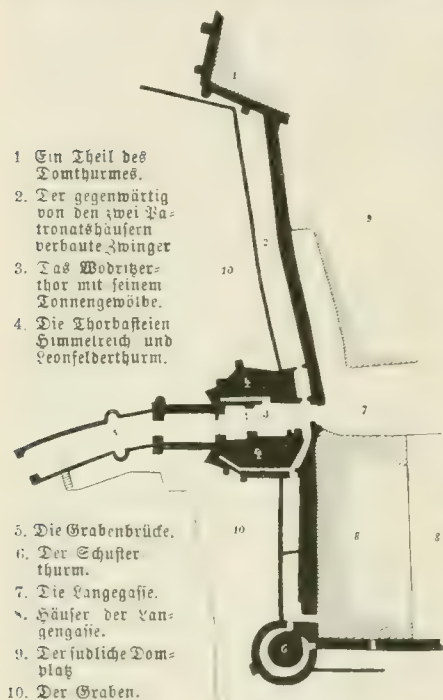 1 Ein Theil des
Domthurmes.
2. Der gegenwärtig
von den zwei Pa=
tronatshäusern
verbaute Zwinger
3. Das Modritzer=
thor mit seinem
Tonnengewölbe.
4. Die Thorbasteien
Himmelreich und
Leonfelderthurm.
5. Die Grabenbrücke.
6. Der Schuster
thurm.
7. Die Langegasse.
8. Häuser der Lan=
gengasse.
9. Der südliche Dom=
platz
10. Der Graben.
1
2
9
10
4
3
7
5
4
10
8
8
6